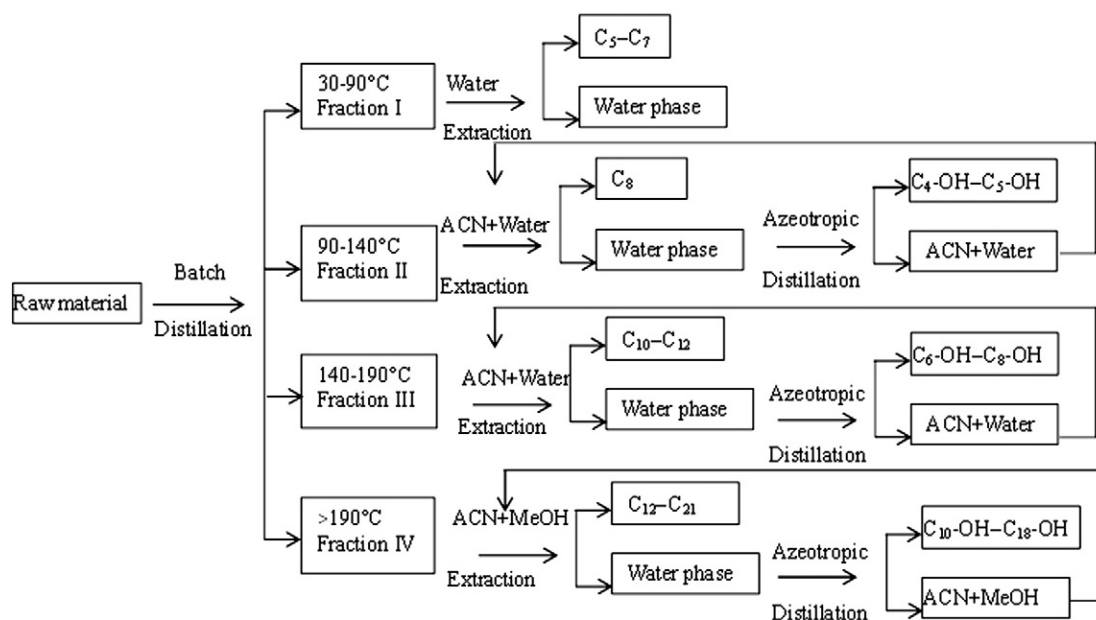 Raw material
Batch
Distillation
30-90°C
Fraction I
Water
Extraction
C₅–C₇
Water phase
90-140°C
Fraction II
ACN+Water
Extraction
C₈
Water phase
Azeotropic
Distillation
C₄-OH–C₅-OH
ACN+Water
140-190°C
Fraction III
ACN+Water
Extraction
C₁₀–C₁₂
Water phase
Azeotropic
Distillation
C₆-OH–C₈-OH
ACN+Water
>190°C
Fraction IV
ACN+MeOH
Extraction
C₁₂–C₂₁
Water phase
Azeotropic
Distillation
C₁₀-OH–C₁₈-OH
ACN+MeOH